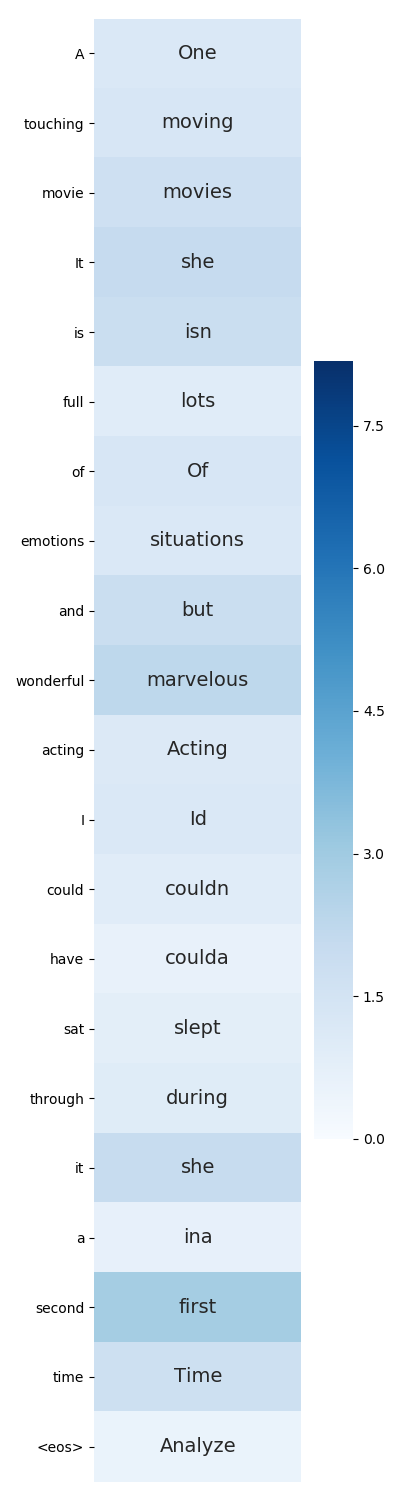 A One
touching moving
movie movies
It she
is isn
full lots
of Of
emotions situations
and but
wonderful marvelous
acting Acting
I Id
could couldn
have coulda
sat slept
through during
it she
a ina
second first
time Time
<eos> Analyze
7.5
6.0
4.5
3.0
1.5
0.0